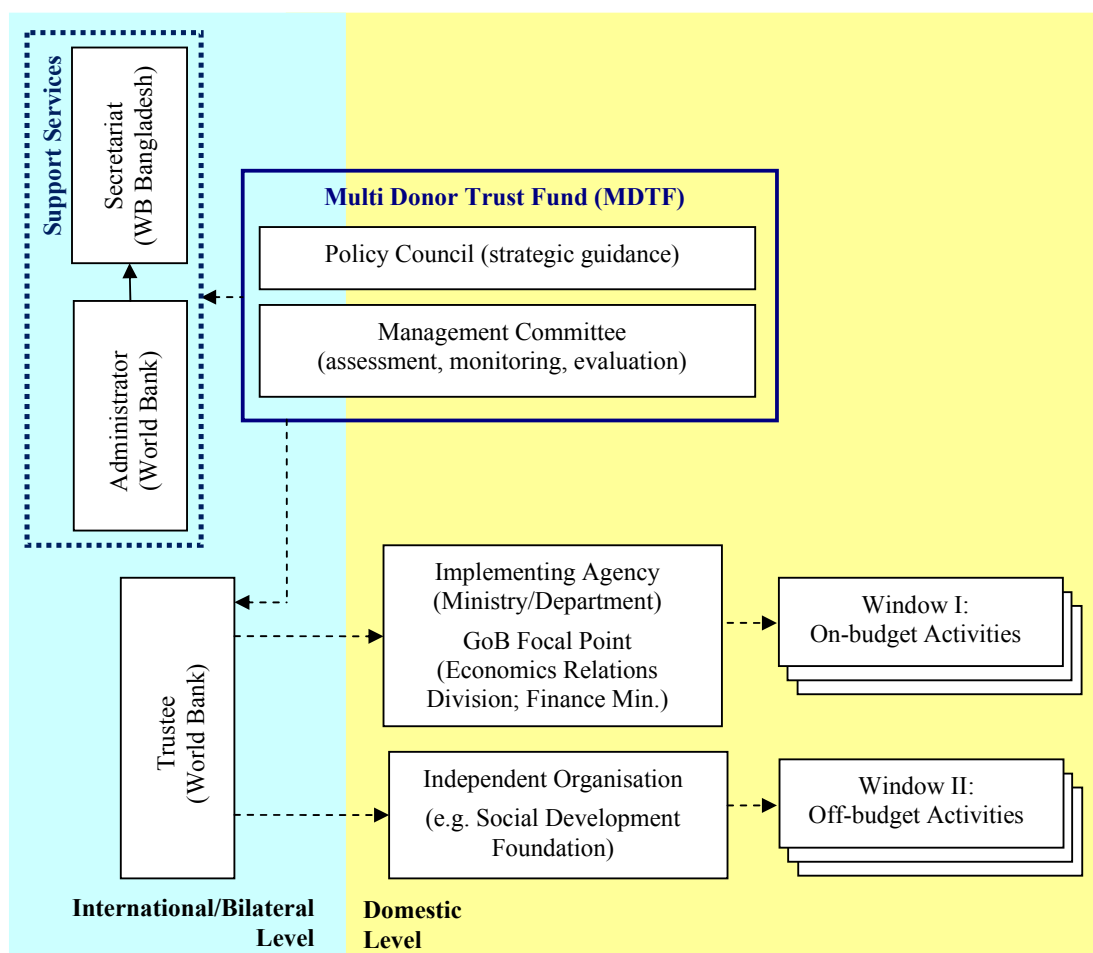 Support Services
Secretariat
(WB Bangladesh)
Administrator
(World Bank)
Multi Donor Trust Fund (MDTF)
Policy Council (strategic guidance)
Management Committee
(assessment, monitoring, evaluation)
Trustee
(World Bank)
Implementing Agency
(Ministry/Department)
GoB Focal Point
(Economics Relations
Division; Finance Min.)
Window I:
On-budget Activities
Independent Organisation
(e.g. Social Development
Foundation)
Window II:
Off-budget Activities
International/Bilateral
Level
Domestic
Level